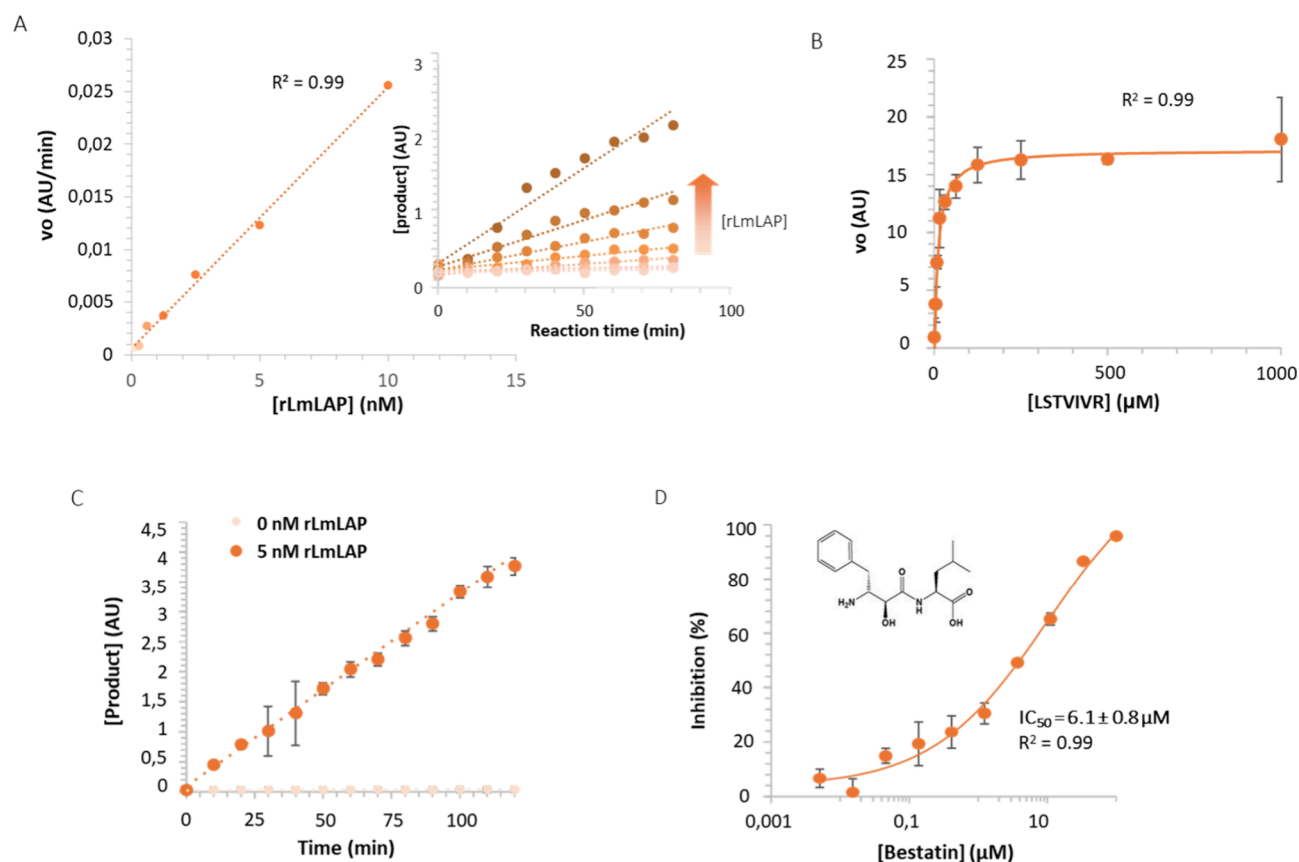 A
0,03
0,025
0,02
0,015
0,01
0,005
0
vo (AU/min)
R² = 0.99
0
5
10
15
[rLmLAP] (nM)
3
2
1
0
[product] (AU)
[rLmLAP]
0
50
100
Reaction time (min)
B
25
20
15
10
5
0
vo (AU)
R² = 0.99
0
500
1000
[LSTVIVR] (µM)
C
0 nM rLmLAP
5 nM rLmLAP
4,5
4
3,5
3
2,5
2
1,5
1
0,5
0
[Product] (AU)
0
25
50
75
100
Time (min)
D
100
80
60
40
20
0
Inhibition (%)
H₂N
OH
O
N
H
O
OH
IC₅₀ = 6.1 ± 0.8 µM
R² = 0.99
0,001
0,1
10
[Bestatin] (µM)